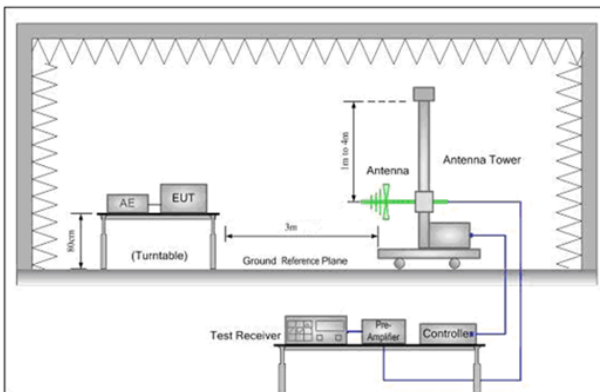 1m to 4m
Antenna
Antenna Tower
AE
EUT
80cm
(Turntable)
3m
Ground Reference Plane
Test Receiver
Pre-
Amplifier
Controller